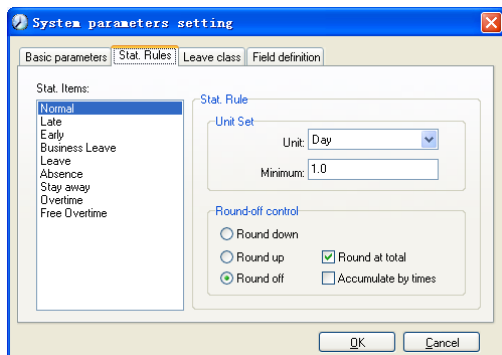 System parameters setting
Basic parameters Stat. Rules Leave class Field definition
Stat. Items:
Normal
Late
Early
Business Leave
Leave
Absence
Stay away
Overtime
Free Overtime
Stat. Rule
Unit Set
Unit: Day
Minimum: 1.0
Round-off control
Round down
Round up Round at total
Round off Accumulate by times
OK Cancel